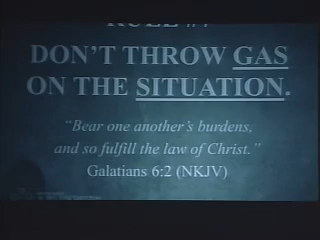 DON'T THROW GAS
ON THE SITUATION.
"Bear one another's burdens,
and so fulfill the law of Christ."
Galatians 6:2 (NKJV)